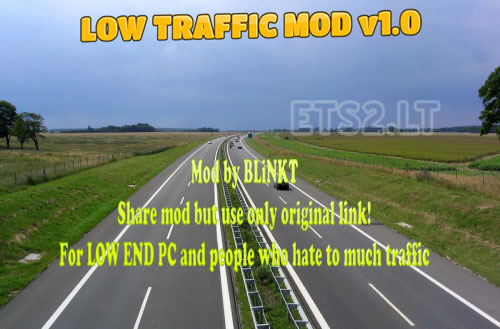 LOW TRAFFIC MOD v1.0
ETS2.LT
Mod by BLiNKT
Share mod but use only original link!
For LOW END PC and people who hate to much traffic